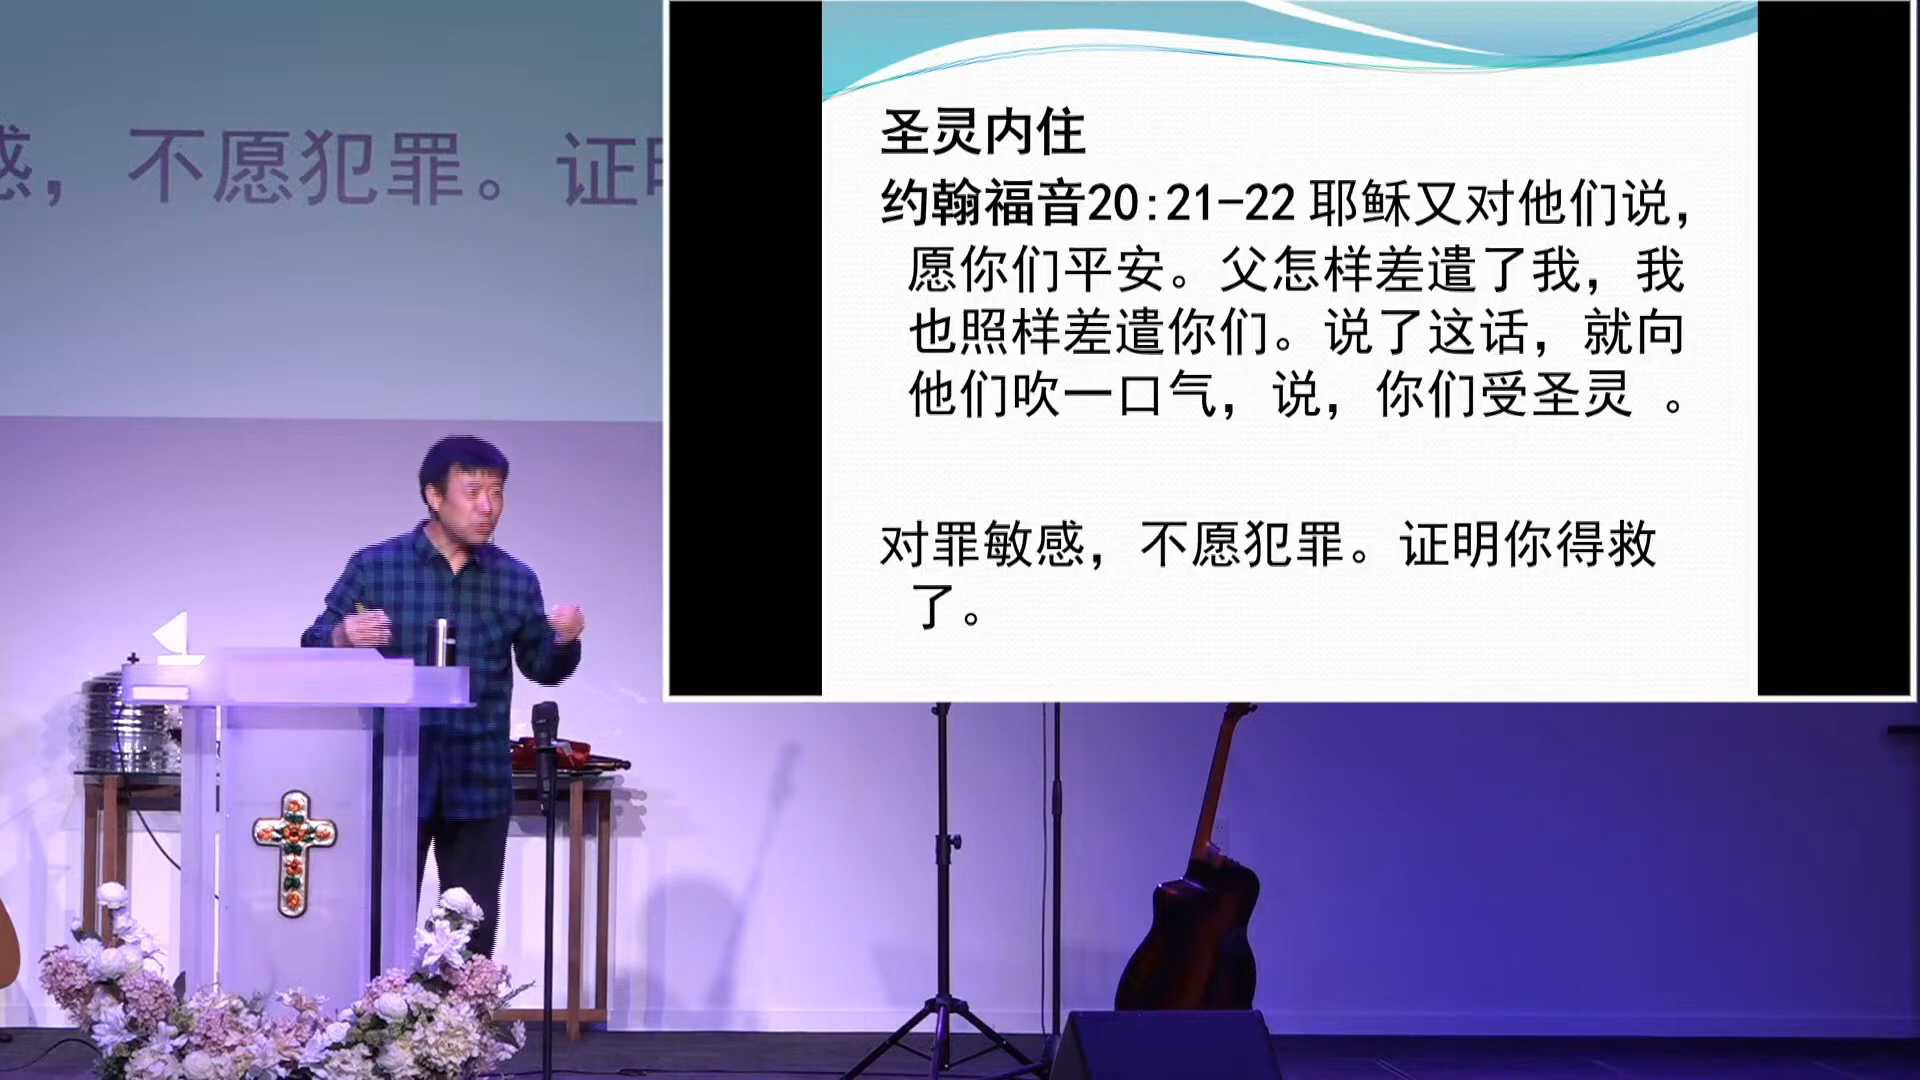 感，不愿犯罪。证明
圣灵内住
约翰福音20:21-22 耶稣又对他们说，
愿你们平安。父怎样差遣了我，我
也照样差遣你们。说了这话，就向
他们吹一口气，说，你们受圣灵 。
对罪敏感，不愿犯罪。证明你得救
了。